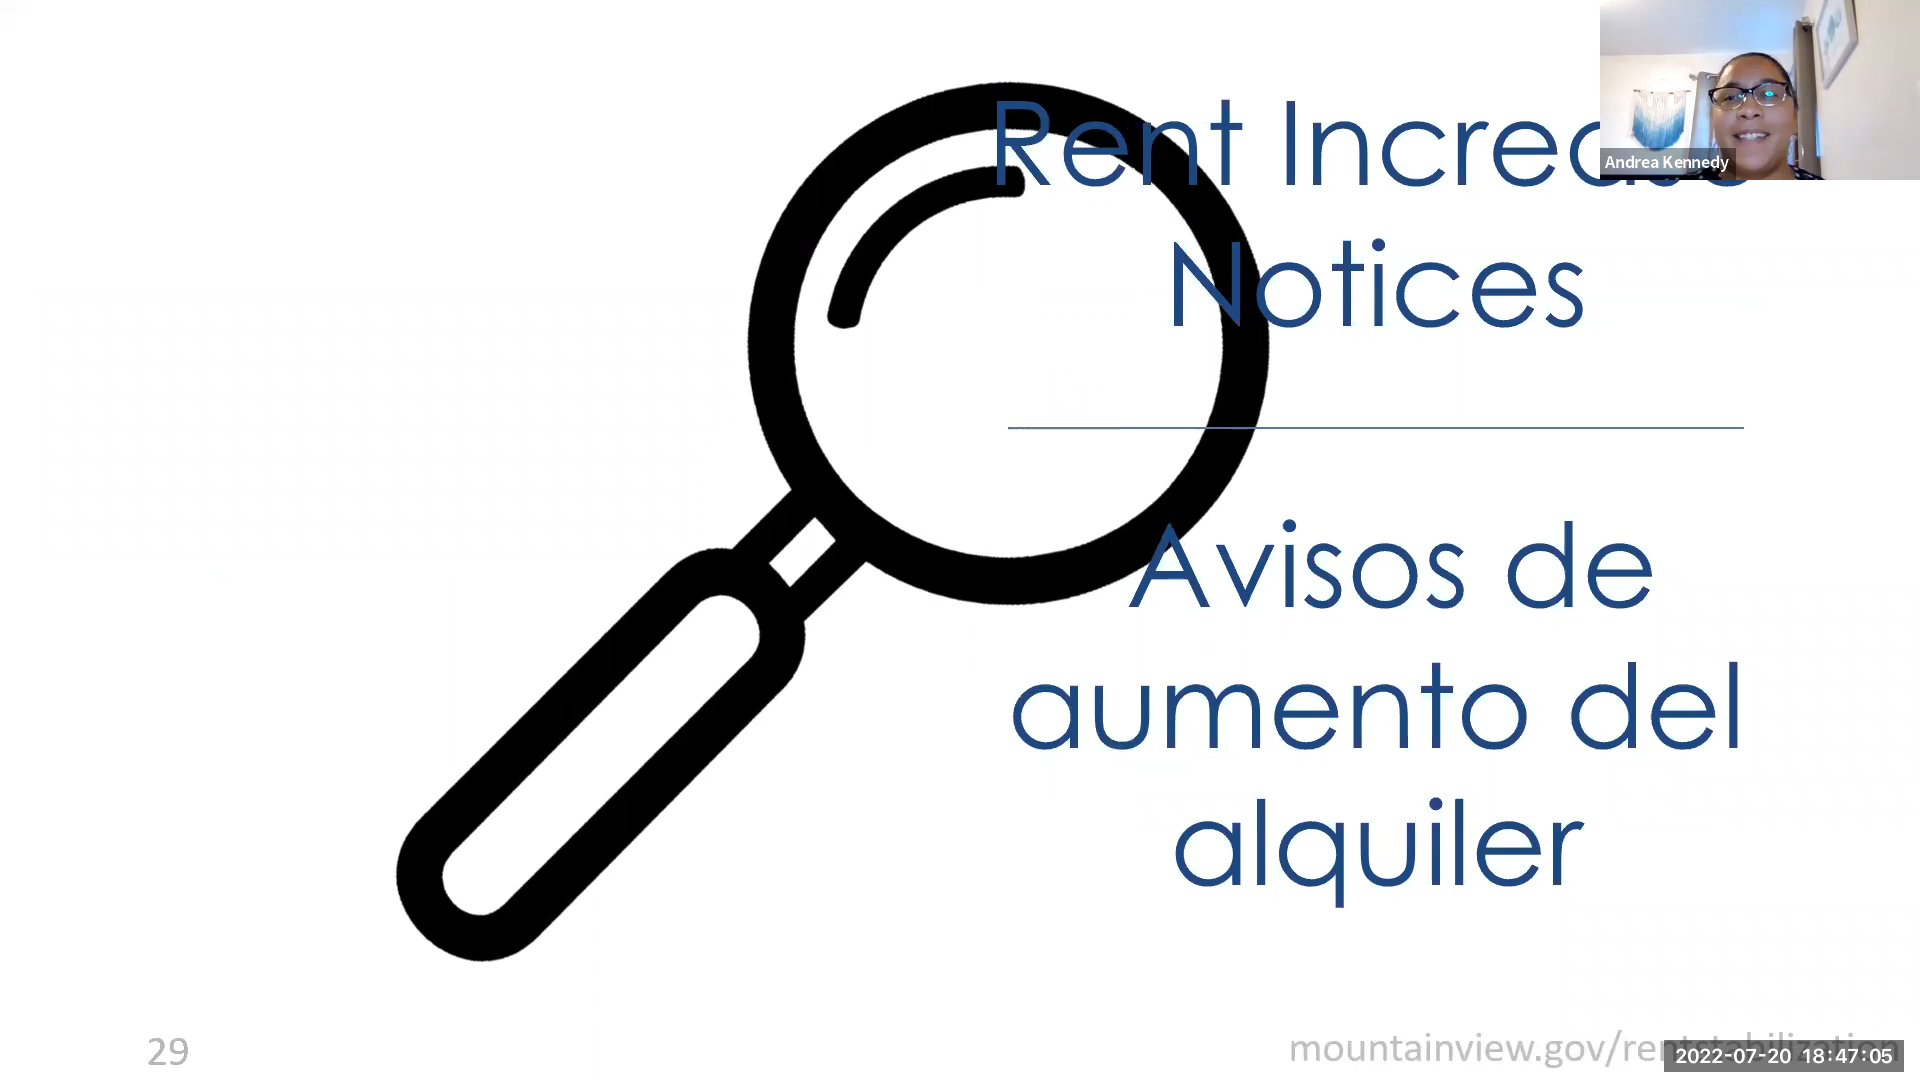 Rent Increase
Notices
Avisos de
aumento del
alquiler
Andrea Kennedy
29
mountainview.gov/rentstabilization
2022-07-20 18:47:05